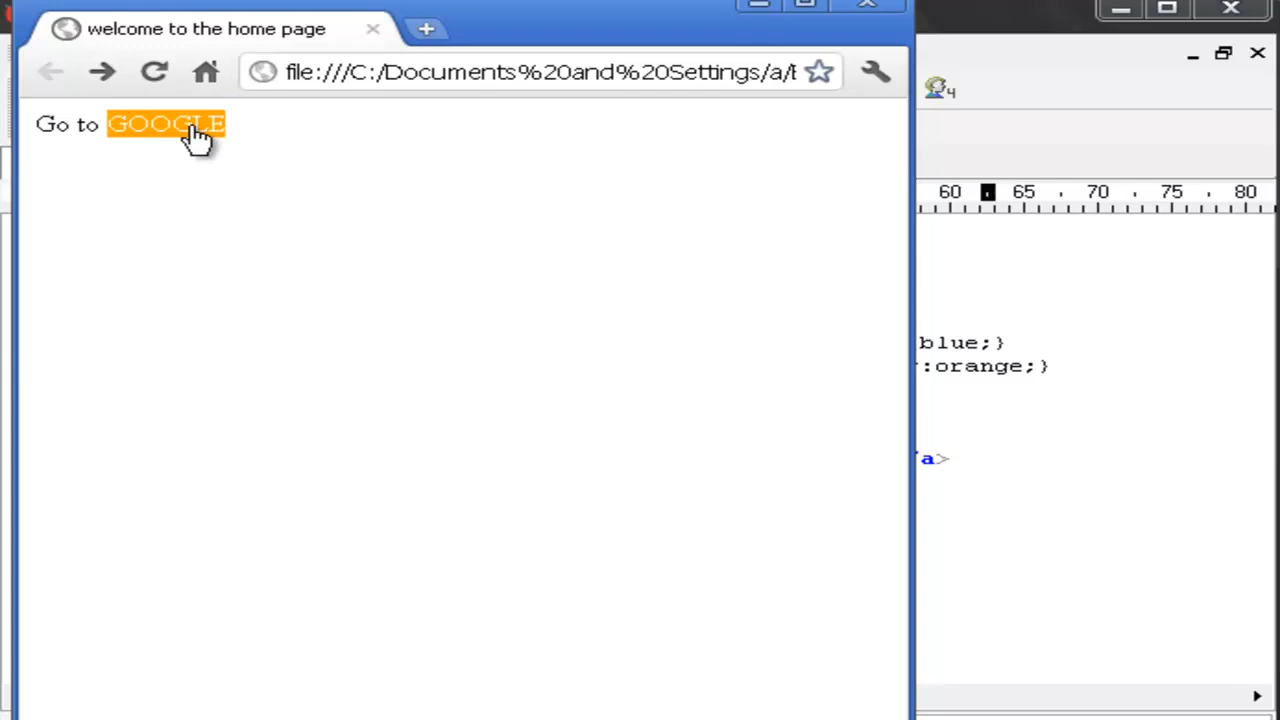 welcome to the home page
file:///C:/Documents%20and%20Settings/a/
Go to GOOGLE
4
60 65 70 75 80
blue;}
:orange;}
a>